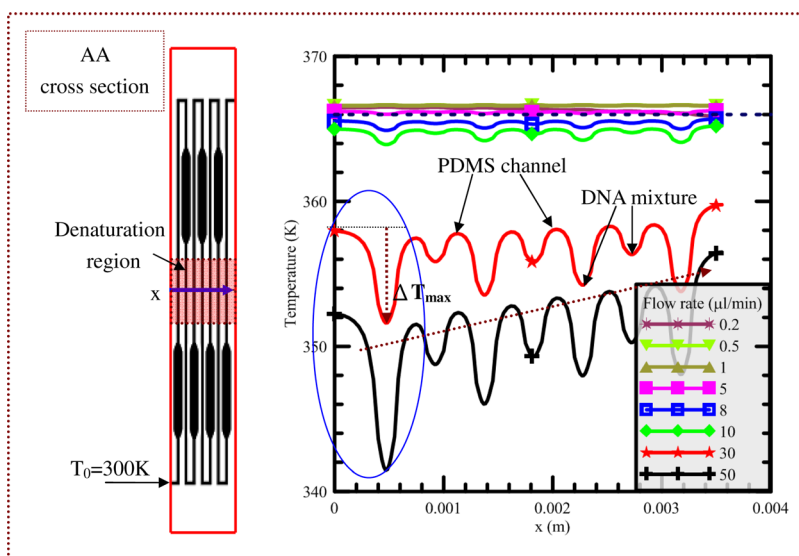 AA
cross section
Denaturation
region
x
T₀=300K
370
360
350
340
Temperature (K)
PDMS channel
DNA mixture
Δ Tmax
Flow rate (μl/min)
0.2
0.5
1
5
8
10
30
50
0
0.001
0.002
0.003
0.004
x (m)